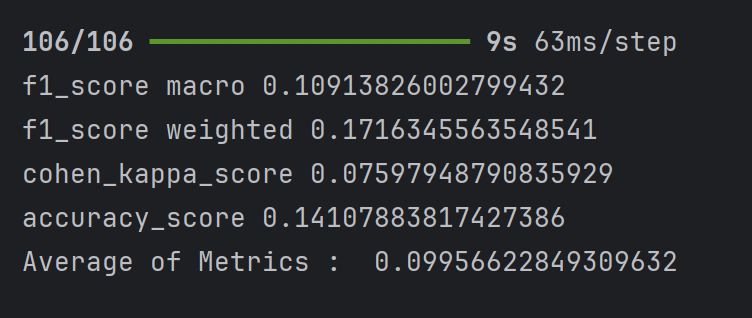 106/106 ━━━━━━━━━━━━━━━━━━━━ 9s 63ms/step
f1_score macro 0.10913826002799432
f1_score weighted 0.1716345563548541
cohen_kappa_score 0.07597948790835929
accuracy_score 0.14107883817427386
Average of Metrics :  0.09956622849309632